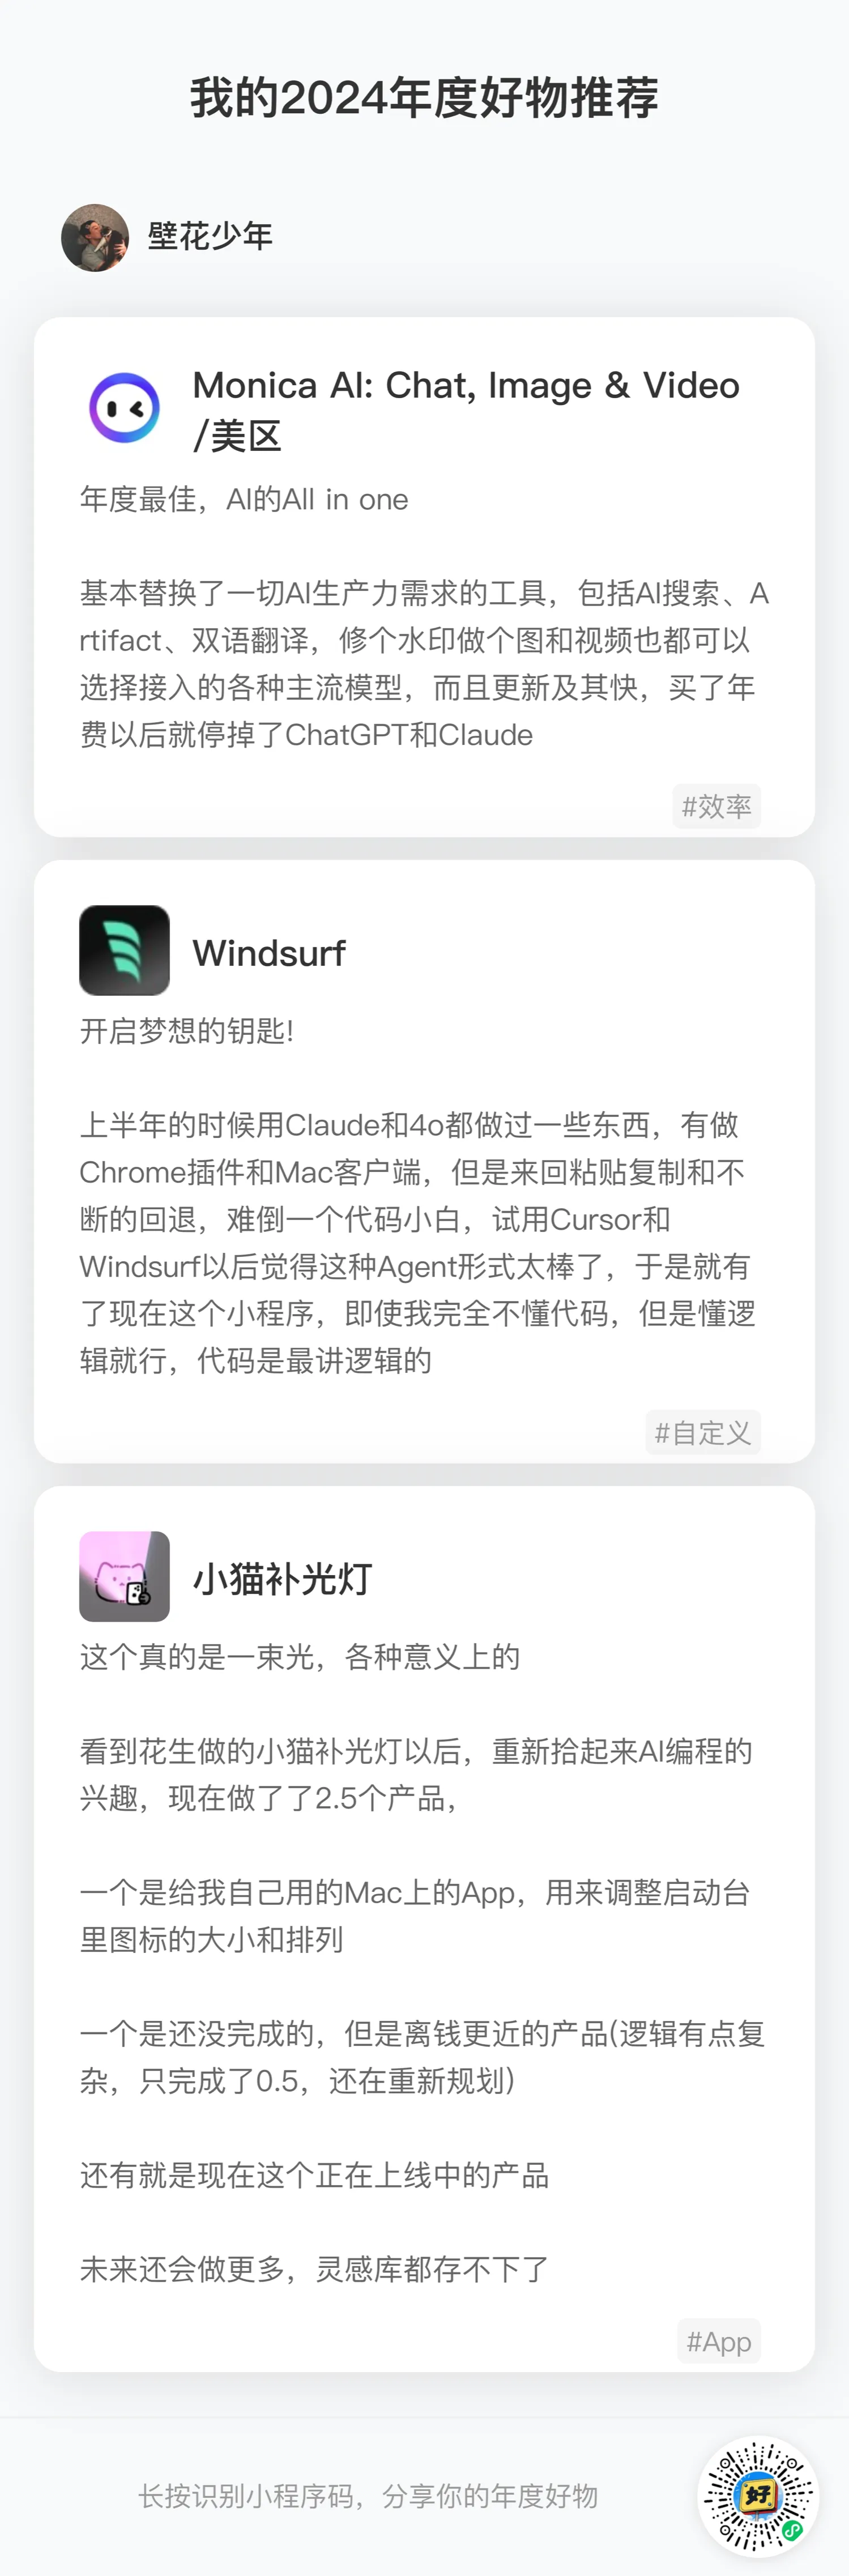 我的2024年度好物推荐
壁花少年
Monica AI: Chat, Image & Video
/美区
年度最佳，AI的All in one
基本替换了一切AI生产力需求的工具，包括AI搜索、A
rtifact、双语翻译，修个水印做个图和视频也都可以
选择接入的各种主流模型，而且更新及其快，买了年
费以后就停掉了ChatGPT和Claude
#效率
Windsurf
开启梦想的钥匙!
上半年的时候用Claude和4o都做过一些东西，有做
Chrome插件和Mac客户端，但是来回粘贴复制和不
断的回退，难倒一个代码小白，试用Cursor和
Windsurf以后觉得这种Agent形式太棒了，于是就有
了现在这个小程序，即使我完全不懂代码，但是懂逻
辑就行，代码是最讲逻辑的
#自定义
小猫补光灯
这个真的是一束光，各种意义上的
看到花生做的小猫补光灯以后，重新拾起来AI编程的
兴趣，现在做了了2.5个产品，
一个是给我自己用的Mac上的App，用来调整启动台
里图标的大小和排列
一个是还没完成的，但是离钱更近的产品(逻辑有点复
杂，只完成了0.5，还在重新规划)
还有就是现在这个正在上线中的产品
未来还会做更多，灵感库都存不下了
#App
长按识别小程序码，分享你的年度好物
好